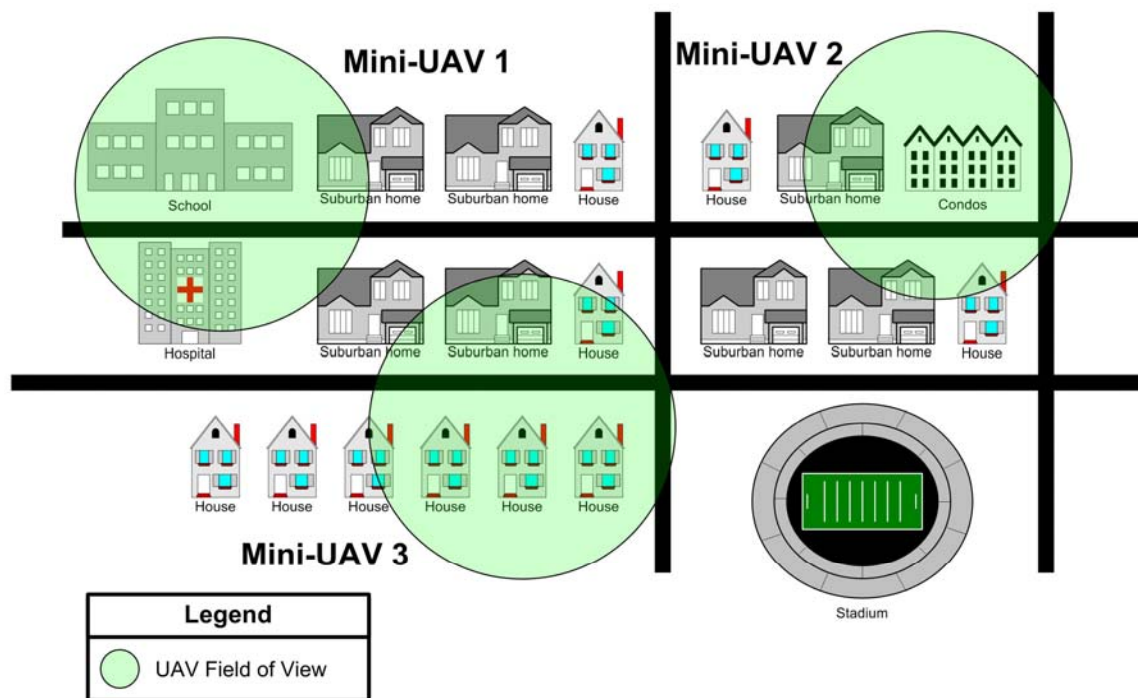 Mini-UAV 1
Mini-UAV 2
School
Suburban home
Suburban home
House
House
Suburban home
Condos
Hospital
Suburban home
Suburban home
House
Suburban home
Suburban home
House
House
House
House
House
House
House
Mini-UAV 3
Stadium
Legend
UAV Field of View